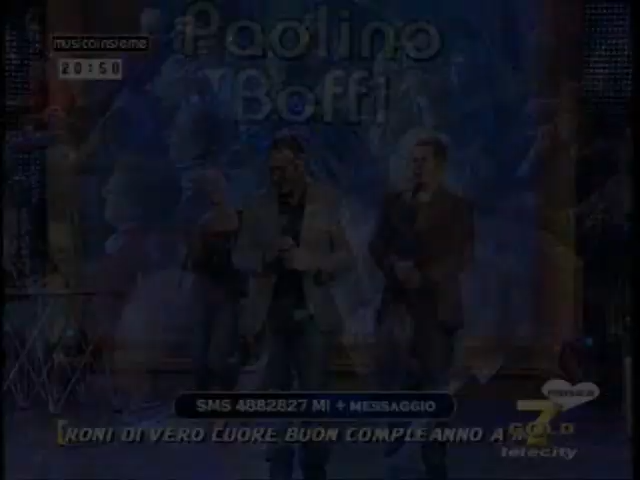 Paolino
musicainsieme
20:50
Boffi
SMS 4882827 MI + MESSAGGIO
RONI DI VERO CUORE BUON COMPLEANNO A
7 GOLD
telecity